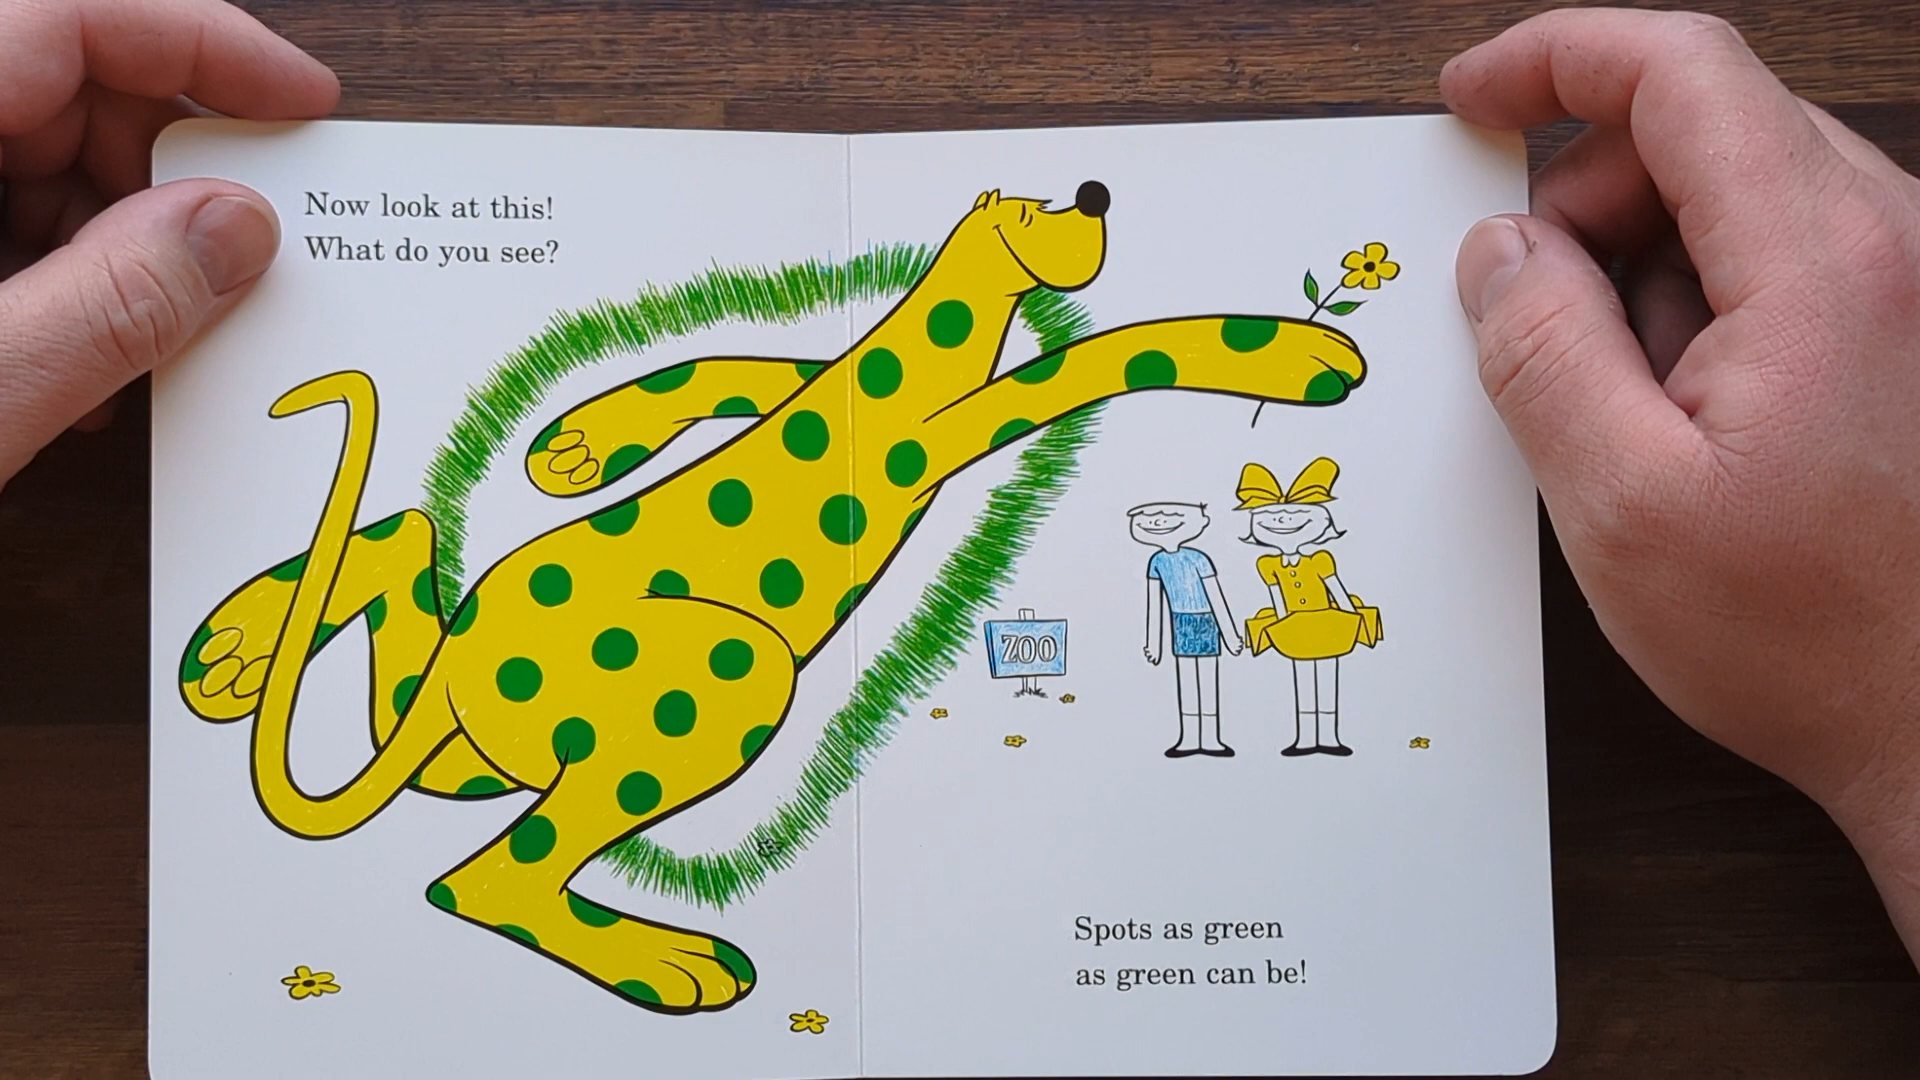 Now look at this!
What do you see?
ZOO
Spots as green
as green can be!